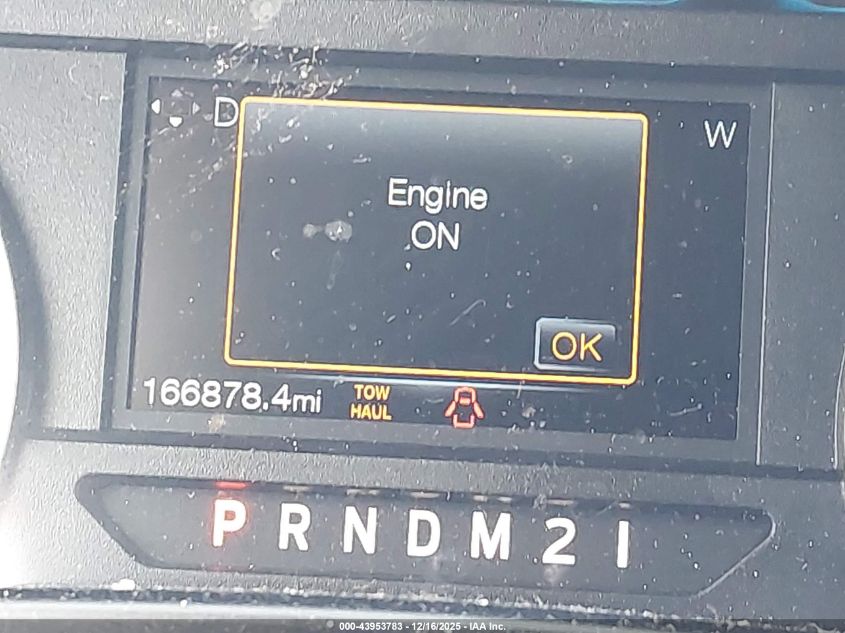 D
W
Engine
ON
OK
166878.4mi
TOW
HAUL
P R N D M 2 1
000-43953783 - 12/16/2025 - IAA Inc.